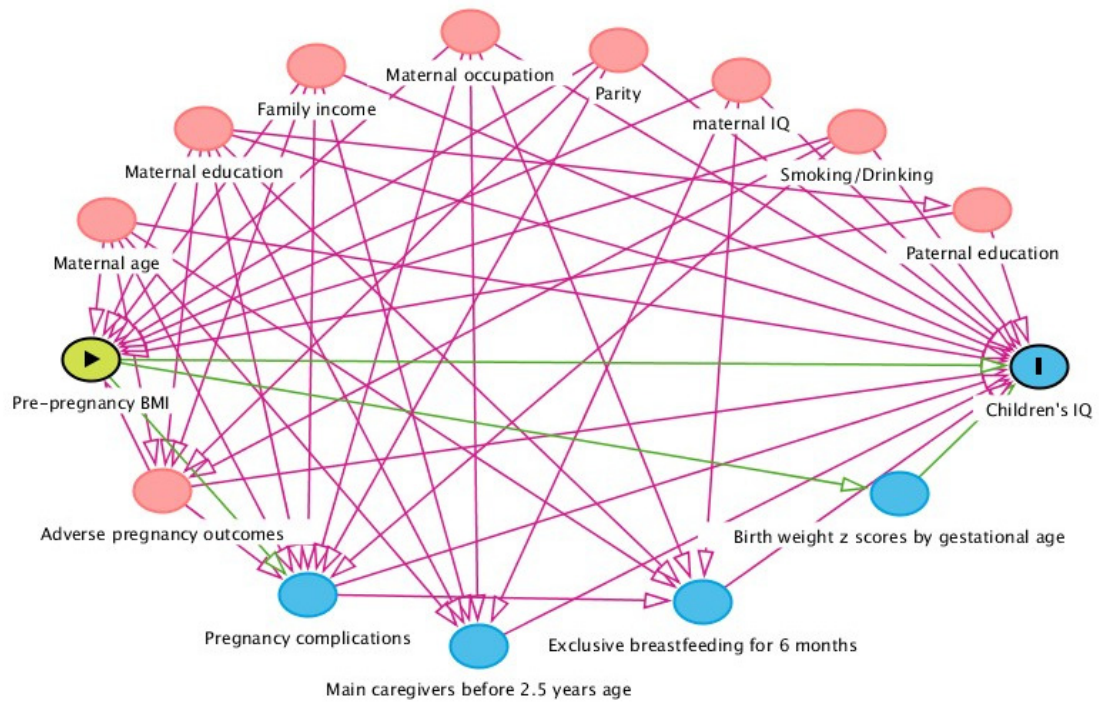 Maternal occupation
Parity
Family income
maternal IQ
Maternal education
Smoking/Drinking
Maternal age
Paternal education
Pre-pregnancy BMI
Children's IQ
Adverse pregnancy outcomes
Birth weight z scores by gestational age
Pregnancy complications
Exclusive breastfeeding for 6 months
Main caregivers before 2.5 years age